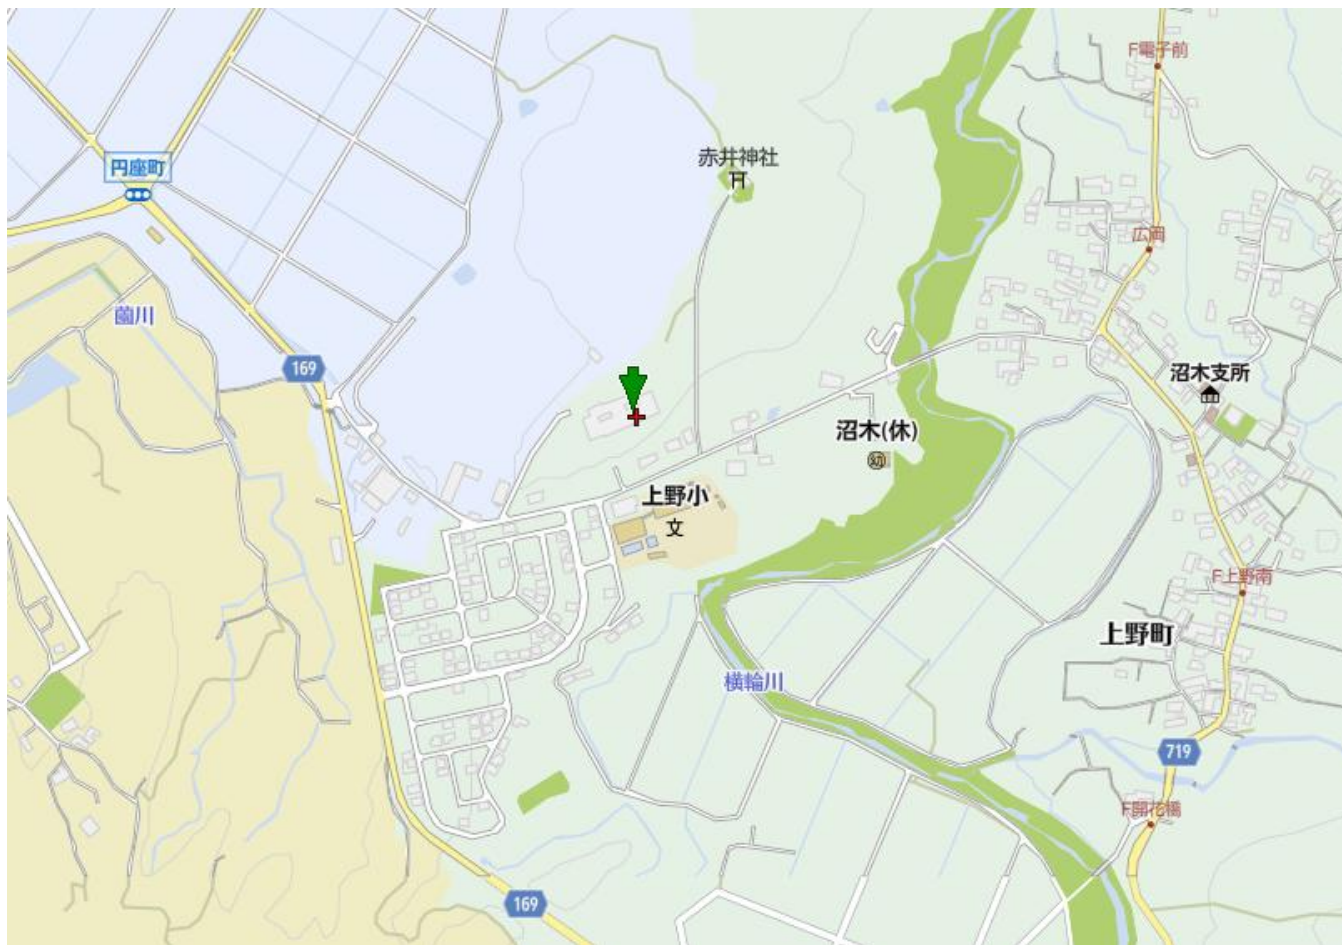 F電子前
赤井神社
円座町
広岡
薗川
169
沼木支所
沼木(休)
幼
上野小
文
F上野南
上野町
横輪川
719
F開花橋
169